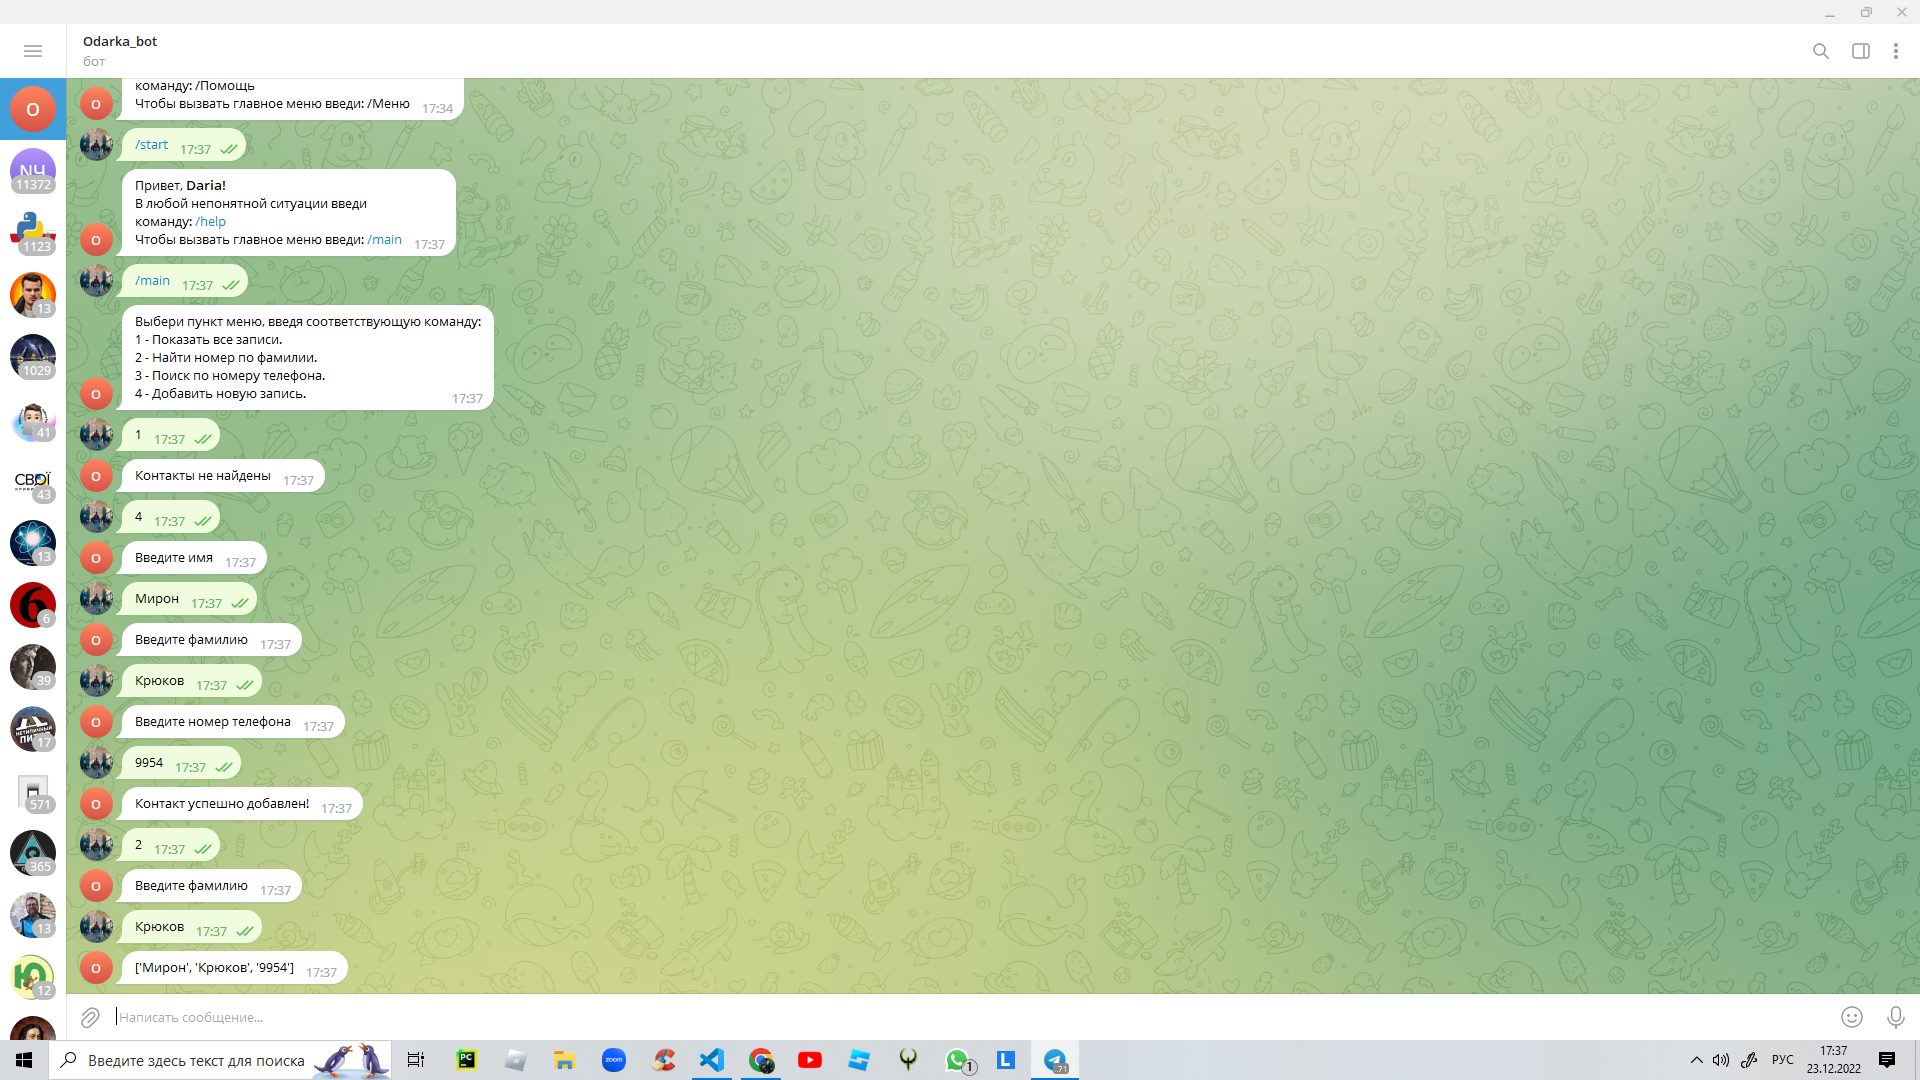 Odarka_bot
бот
команду: /Помощь
Чтобы вызвать главное меню введи: /Меню 17:34
/start 17:37
Привет, Daria!
В любой непонятной ситуации введи
команду: /help
Чтобы вызвать главное меню введи: /main 17:37
/main 17:37
Выбери пункт меню, введя соответствующую команду:
1 - Показать все записи.
2 - Найти номер по фамилии.
3 - Поиск по номеру телефона.
4 - Добавить новую запись. 17:37
1 17:37
Контакты не найдены 17:37
4 17:37
Введите имя 17:37
Мирон 17:37
Введите фамилию 17:37
Крюков 17:37
Введите номер телефона 17:37
9954 17:37
Контакт успешно добавлен! 17:37
2 17:37
Введите фамилию 17:37
Крюков 17:37
['Мирон', 'Крюков', '9954'] 17:37
Написать сообщение...
O
11372
1123
13
1029
41
СВОЇ
43
13
6
6
39
17
571
365
13
Ю
12
Введите здесь текст для поиска
PC
zoom
1
L
71
РУС
17:37
23.12.2022